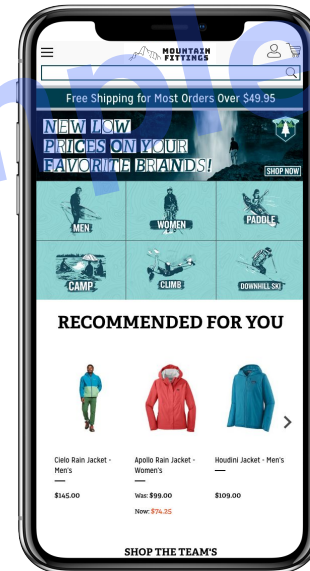 MOUNTAIN
FITTINGS
Free Shipping for Most Orders Over $49.95
NEW LOW
PRICES ON YOUR
FAVORITE BRANDS!
SHOP NOW
MEN
WOMEN
PADDLE
CAMP
CLIMB
DOWNHILL SKI
RECOMMENDED FOR YOU
Cielo Rain Jacket -
Men's
$145.00
Apollo Rain Jacket -
Women's
Was: $99.00
Now: $74.25
Houdini Jacket - Men's
$109.00
SHOP THE TEAM'S